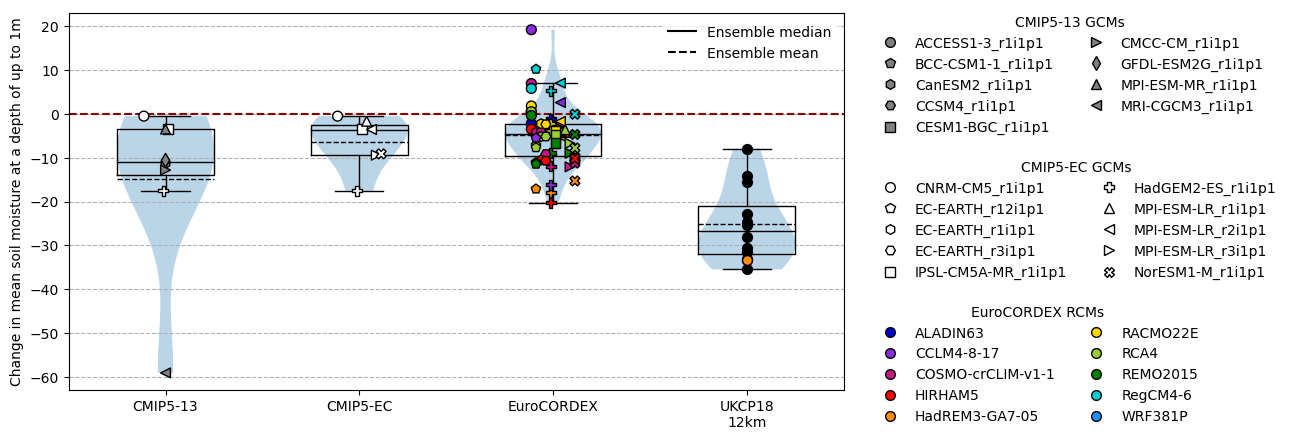 Change in mean soil moisture at a depth of up to 1m
20
10
0
−10
−20
−30
−40
−50
−60
CMIP5-13
CMIP5-EC
EuroCORDEX
UKCP18
12km
Ensemble median
Ensemble mean
CMIP5-13 GCMs
ACCESS1-3_r1i1p1
BCC-CSM1-1_r1i1p1
CanESM2_r1i1p1
CCSM4_r1i1p1
CESM1-BGC_r1i1p1
CMCC-CM_r1i1p1
GFDL-ESM2G_r1i1p1
MPI-ESM-MR_r1i1p1
MRI-CGCM3_r1i1p1
CMIP5-EC GCMs
CNRM-CM5_r1i1p1
EC-EARTH_r12i1p1
EC-EARTH_r1i1p1
EC-EARTH_r3i1p1
IPSL-CM5A-MR_r1i1p1
HadGEM2-ES_r1i1p1
MPI-ESM-LR_r1i1p1
MPI-ESM-LR_r2i1p1
MPI-ESM-LR_r3i1p1
NorESM1-M_r1i1p1
EuroCORDEX RCMs
ALADIN63
CCLM4-8-17
COSMO-crCLIM-v1-1
HIRHAM5
HadREM3-GA7-05
RACMO22E
RCA4
REMO2015
RegCM4-6
WRF381P